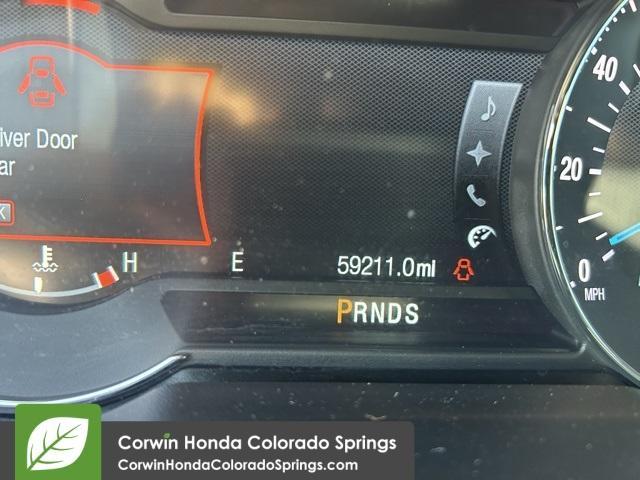 40
iver Door
ar
20
K
H
E
59211.0mi
0
MPH
PRNDS
Corwin Honda Colorado Springs
CorwinHondaColoradoSprings.com